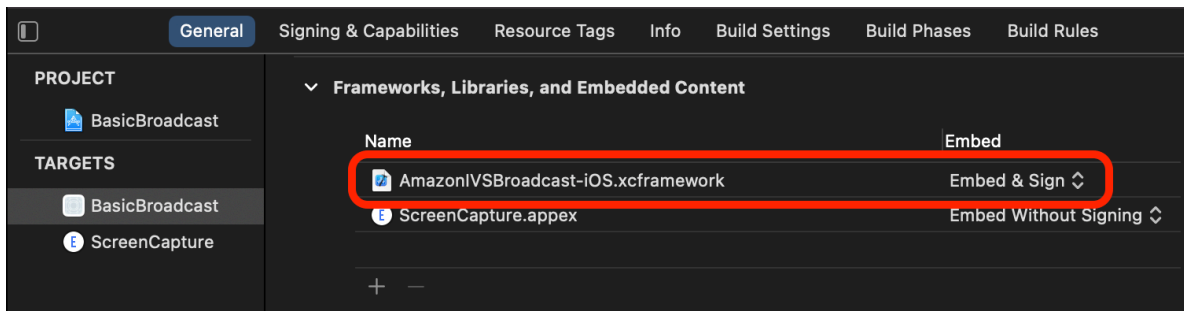 General Signing & Capabilities Resource Tags Info Build Settings Build Phases Build Rules
PROJECT
BasicBroadcast
TARGETS
BasicBroadcast
E ScreenCapture
Frameworks, Libraries, and Embedded Content
Name Embed
AmazonIVSBroadcast-iOS.xcframework Embed & Sign
E ScreenCapture.appex Embed Without Signing